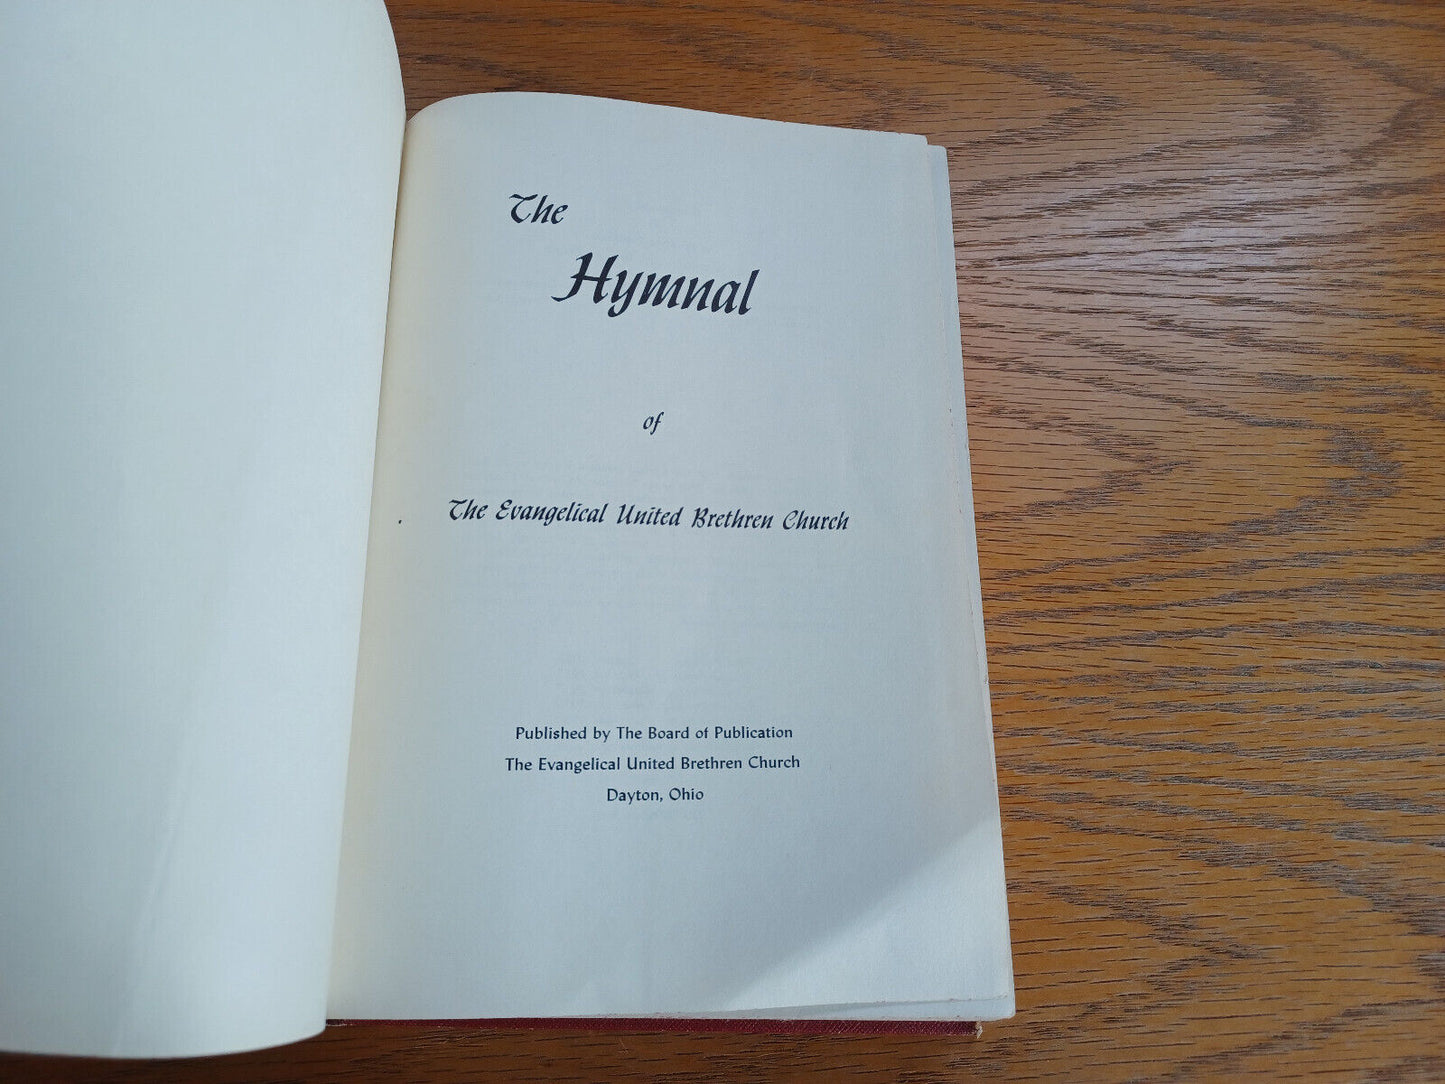 The
Hymnal
of
The Evangelical United Brethren Church
Published by The Board of Publication
The Evangelical United Brethren Church
Dayton, Ohio